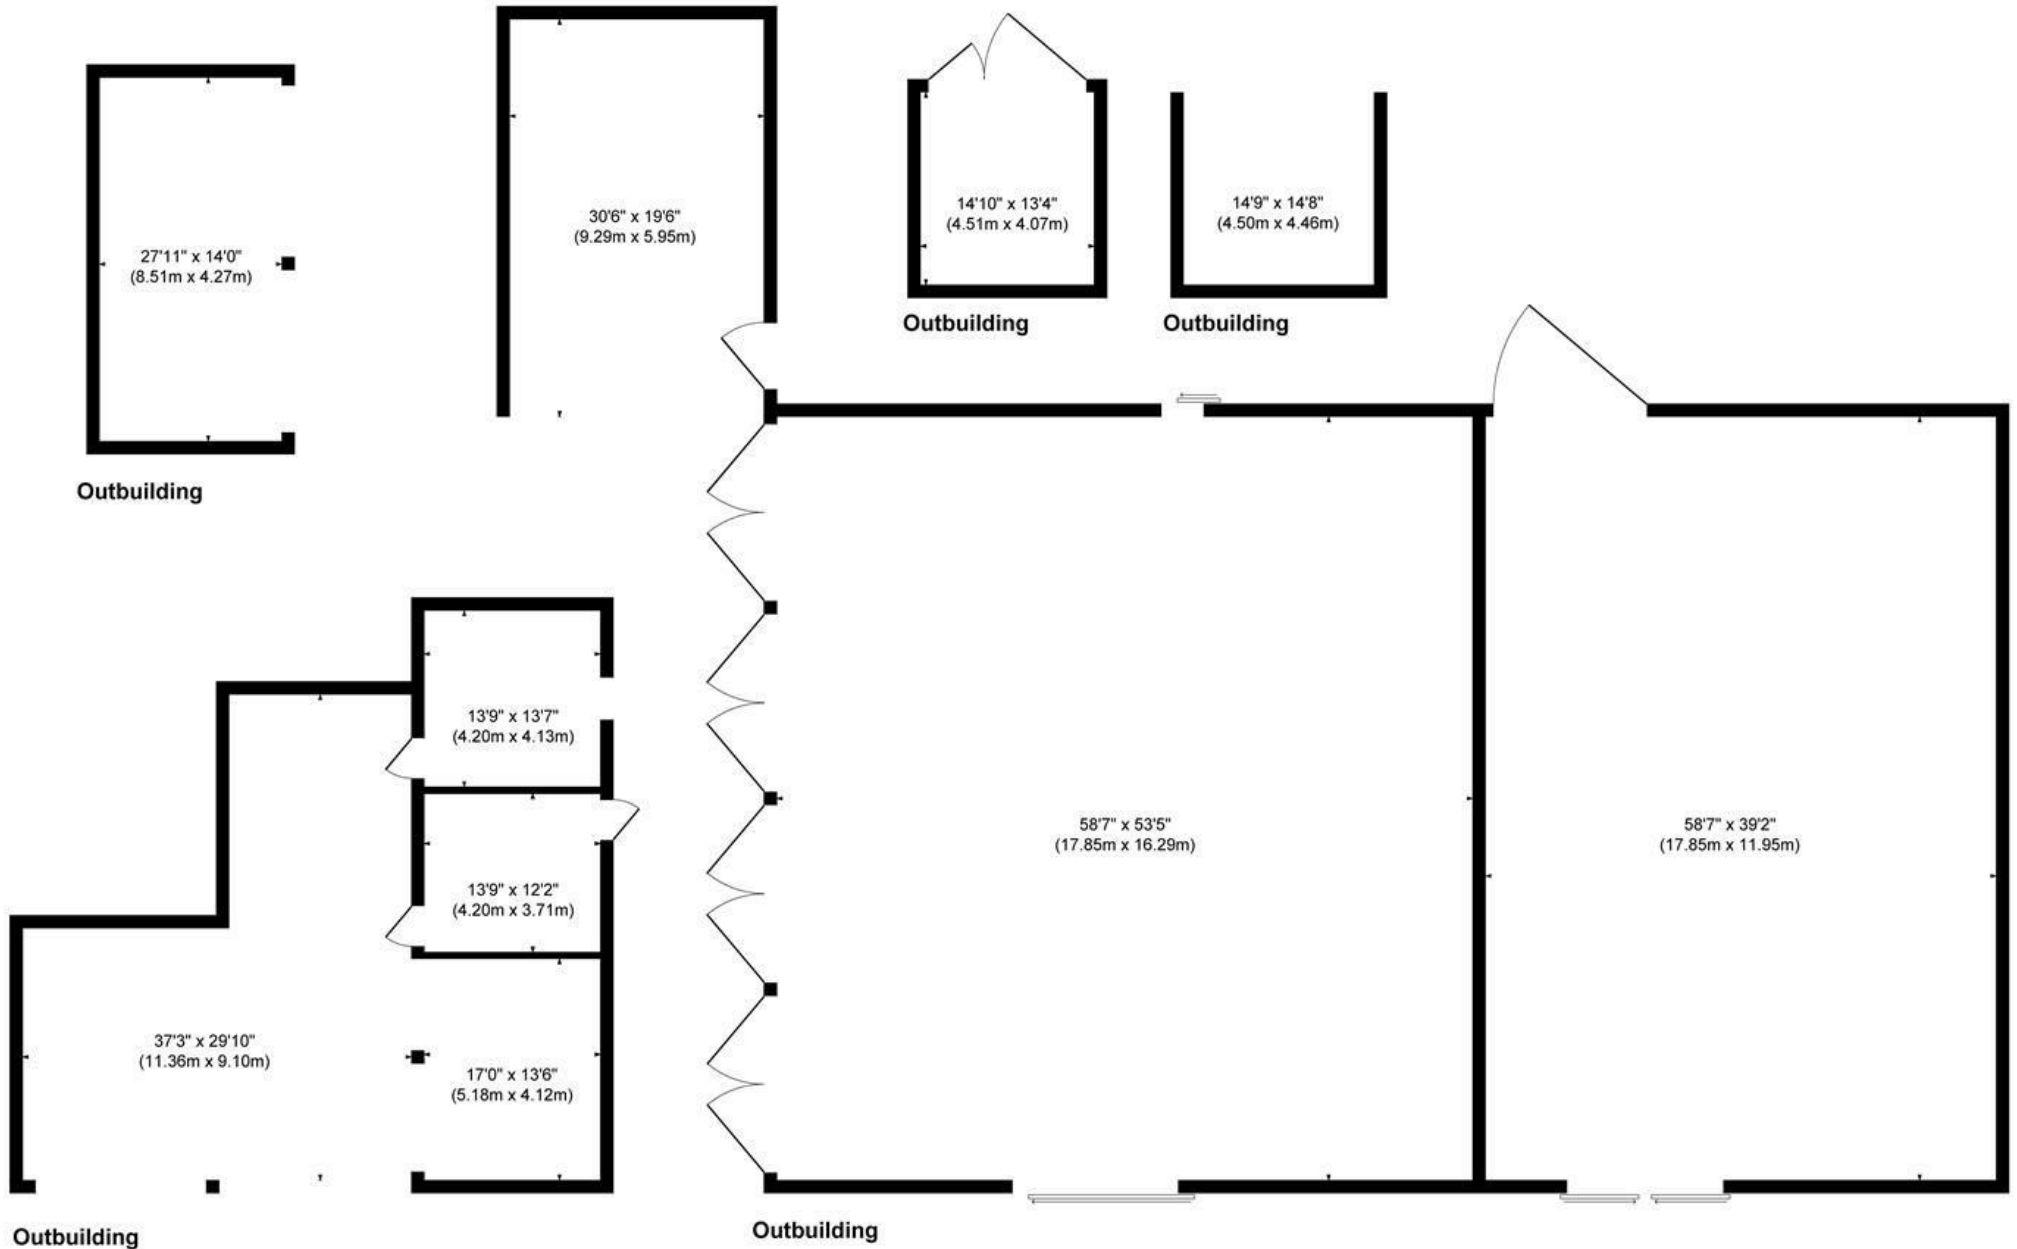 30'6" x 19'6"
(9.29m x 5.95m)
14'10" x 13'4"
(4.51m x 4.07m)
14'9" x 14'8"
(4.50m x 4.46m)
27'11" x 14'0"
(8.51m x 4.27m)
Outbuilding
Outbuilding
Outbuilding
13'9" x 13'7"
(4.20m x 4.13m)
58'7" x 53'5"
(17.85m x 16.29m)
58'7" x 39'2"
(17.85m x 11.95m)
13'9" x 12'2"
(4.20m x 3.71m)
37'3" x 29'10"
(11.36m x 9.10m)
17'0" x 13'6"
(5.18m x 4.12m)
Outbuilding
Outbuilding